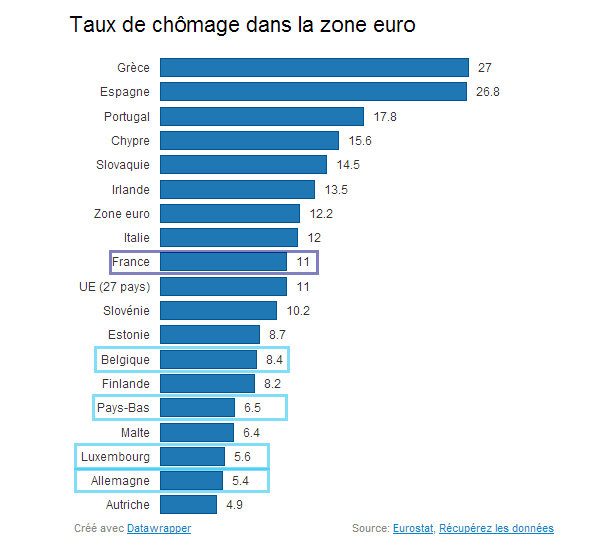 Taux de chômage dans la zone euro
Grèce 27
Espagne 26.8
Portugal 17.8
Chypre 15.6
Slovaquie 14.5
Irlande 13.5
Zone euro 12.2
Italie 12
France 11
UE (27 pays) 11
Slovénie 10.2
Estonie 8.7
Belgique 8.4
Finlande 8.2
Pays-Bas 6.5
Malte 6.4
Luxembourg 5.6
Allemagne 5.4
Autriche 4.9
Créé avec Datawrapper Source: Eurostat, Récupérez les données